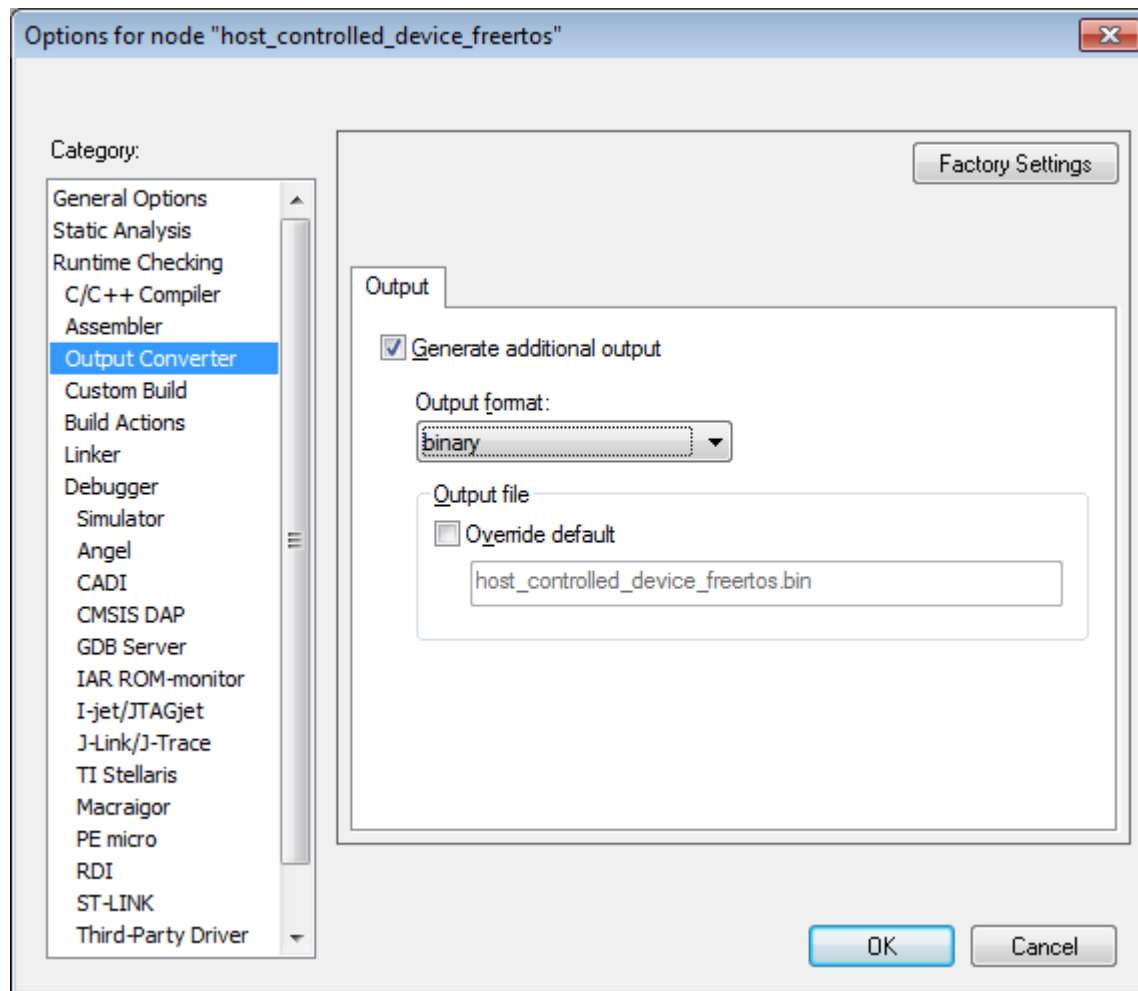 Options for node "host_controlled_device_freertos"
Category:
Factory Settings
General Options
Static Analysis
Runtime Checking
C/C++ Compiler
Assembler
Output Converter
Custom Build
Build Actions
Linker
Debugger
Simulator
Angel
CADI
CMSIS DAP
GDB Server
IAR ROM-monitor
I-jet/JTAGjet
J-Link/J-Trace
TI Stellaris
Macraigor
PE micro
RDI
ST-LINK
Third-Party Driver
Output
Generate additional output
Output format:
binary
Output file
Override default
host_controlled_device_freertos.bin
OK
Cancel